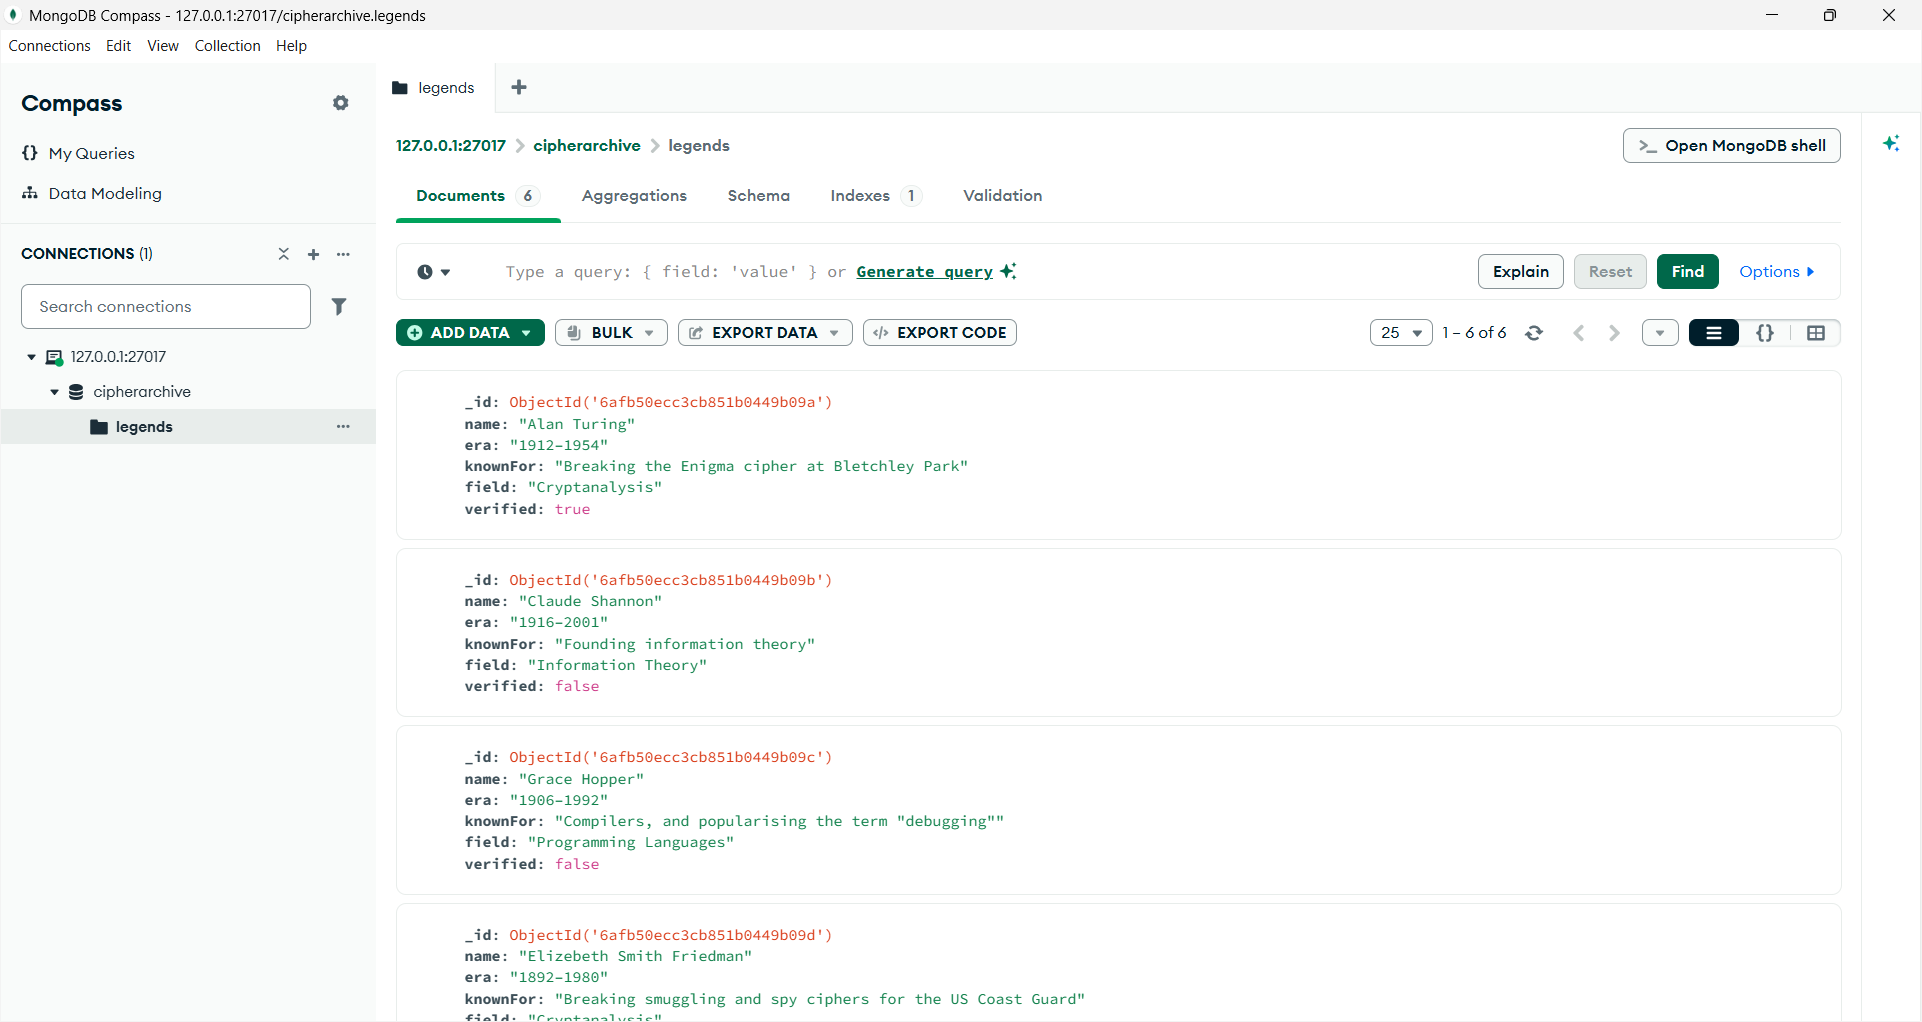 MongoDB Compass - 127.0.0.1:27017/cipherarchive.legends
Connections Edit View Collection Help
Compass
My Queries
Data Modeling
CONNECTIONS (1)
Search connections
127.0.0.1:27017
cipherarchive
legends
legends
127.0.0.1:27017 cipherarchive legends
>_ Open MongoDB shell
Documents 6 Aggregations Schema Indexes 1 Validation
Type a query: { field: 'value' } or Generate query
Explain Reset Find Options
ADD DATA BULK EXPORT DATA </> EXPORT CODE
25 1 – 6 of 6 {}
_id: ObjectId('6afb50ecc3cb851b0449b09a')
name: "Alan Turing"
era: "1912–1954"
knownFor: "Breaking the Enigma cipher at Bletchley Park"
field: "Cryptanalysis"
verified: true
_id: ObjectId('6afb50ecc3cb851b0449b09b')
name: "Claude Shannon"
era: "1916–2001"
knownFor: "Founding information theory"
field: "Information Theory"
verified: false
_id: ObjectId('6afb50ecc3cb851b0449b09c')
name: "Grace Hopper"
era: "1906–1992"
knownFor: "Compilers, and popularising the term "debugging""
field: "Programming Languages"
verified: false
_id: ObjectId('6afb50ecc3cb851b0449b09d')
name: "Elizebeth Smith Friedman"
era: "1892–1980"
knownFor: "Breaking smuggling and spy ciphers for the US Coast Guard"
field: "Cryptanalysis"